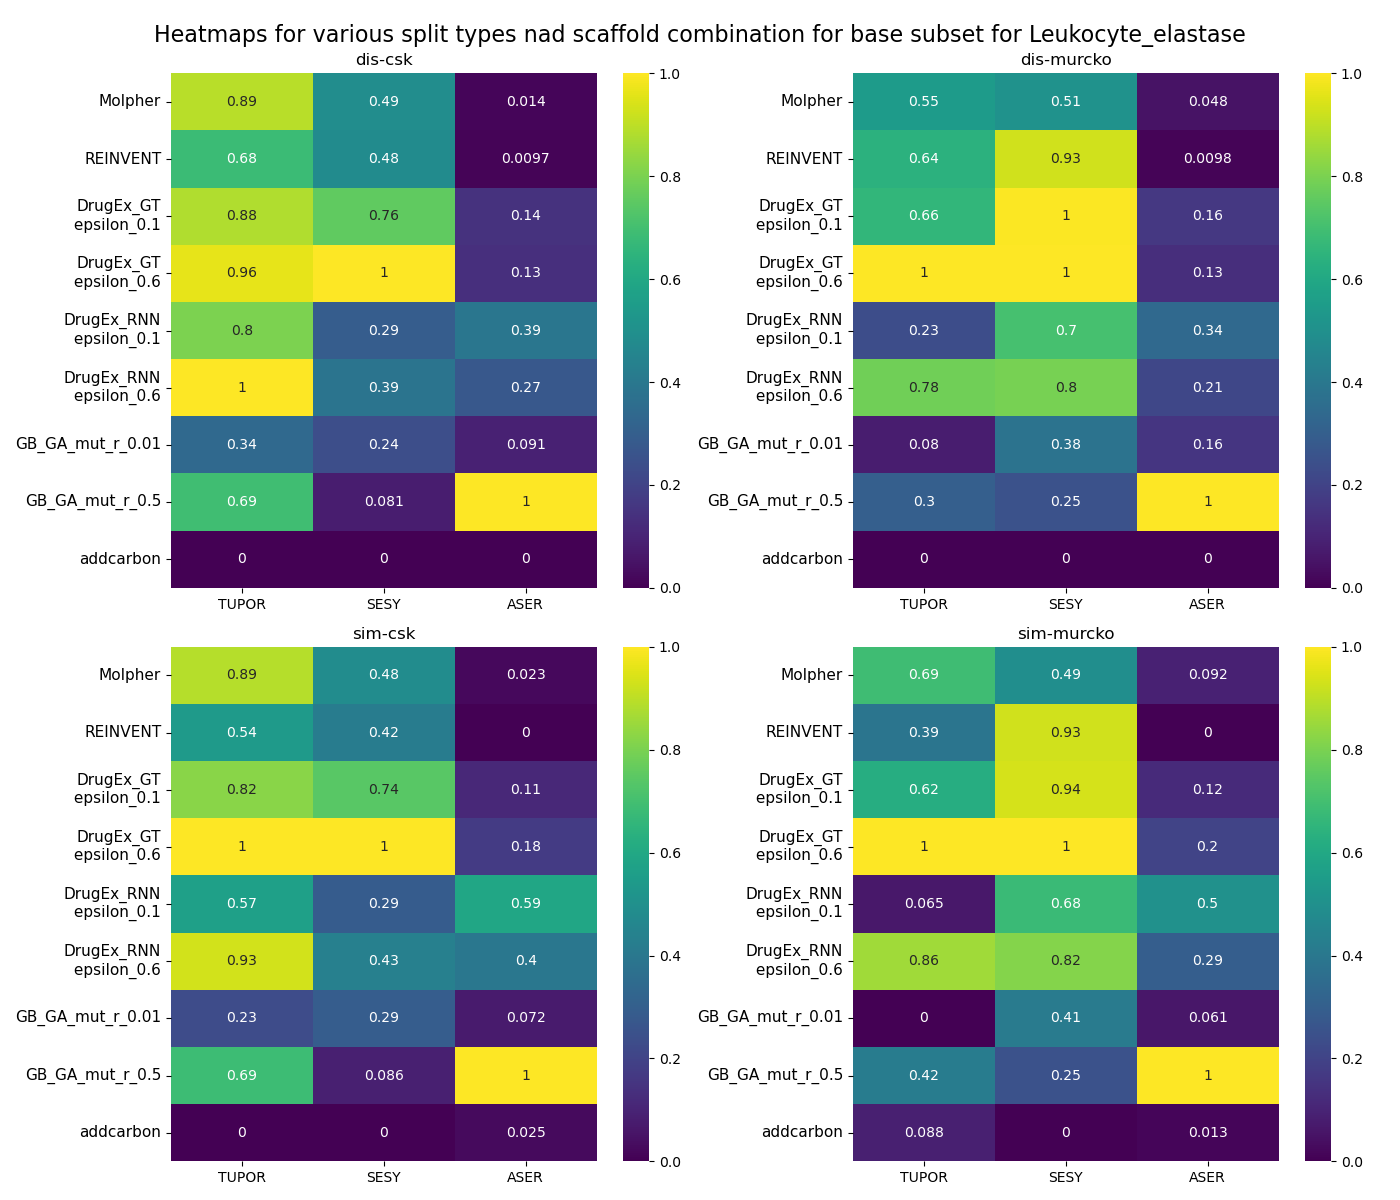 Heatmaps for various split types nad scaffold combination for base subset for Leukocyte_elastase
dis-csk
Molpher 0.89 0.49 0.014
REINVENT 0.68 0.48 0.0097
DrugEx_GT
epsilon_0.1 0.88 0.76 0.14
DrugEx_GT
epsilon_0.6 0.96 1 0.13
DrugEx_RNN
epsilon_0.1 0.8 0.29 0.39
DrugEx_RNN
epsilon_0.6 1 0.39 0.27
GB_GA_mut_r_0.01 0.34 0.24 0.091
GB_GA_mut_r_0.5 0.69 0.081 1
addcarbon 0 0 0
TUPOR SESY ASER
1.0
0.8
0.6
0.4
0.2
0.0
dis-murcko
Molpher 0.55 0.51 0.048
REINVENT 0.64 0.93 0.0098
DrugEx_GT
epsilon_0.1 0.66 1 0.16
DrugEx_GT
epsilon_0.6 1 1 0.13
DrugEx_RNN
epsilon_0.1 0.23 0.7 0.34
DrugEx_RNN
epsilon_0.6 0.78 0.8 0.21
GB_GA_mut_r_0.01 0.08 0.38 0.16
GB_GA_mut_r_0.5 0.3 0.25 1
addcarbon 0 0 0
TUPOR SESY ASER
1.0
0.8
0.6
0.4
0.2
0.0
sim-csk
Molpher 0.89 0.48 0.023
REINVENT 0.54 0.42 0
DrugEx_GT
epsilon_0.1 0.82 0.74 0.11
DrugEx_GT
epsilon_0.6 1 1 0.18
DrugEx_RNN
epsilon_0.1 0.57 0.29 0.59
DrugEx_RNN
epsilon_0.6 0.93 0.43 0.4
GB_GA_mut_r_0.01 0.23 0.29 0.072
GB_GA_mut_r_0.5 0.69 0.086 1
addcarbon 0 0 0.025
TUPOR SESY ASER
1.0
0.8
0.6
0.4
0.2
0.0
sim-murcko
Molpher 0.69 0.49 0.092
REINVENT 0.39 0.93 0
DrugEx_GT
epsilon_0.1 0.62 0.94 0.12
DrugEx_GT
epsilon_0.6 1 1 0.2
DrugEx_RNN
epsilon_0.1 0.065 0.68 0.5
DrugEx_RNN
epsilon_0.6 0.86 0.82 0.29
GB_GA_mut_r_0.01 0 0.41 0.061
GB_GA_mut_r_0.5 0.42 0.25 1
addcarbon 0.088 0 0.013
TUPOR SESY ASER
1.0
0.8
0.6
0.4
0.2
0.0